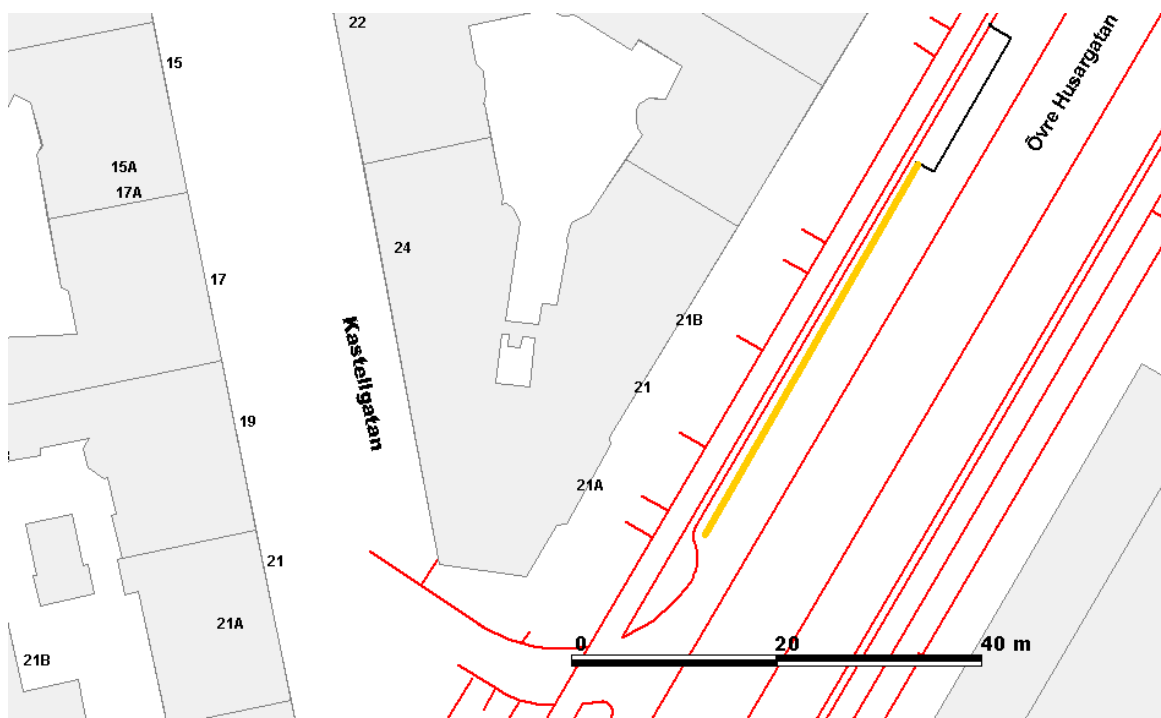 22
15
15A
17A
24
17
Övre Husargatan
21B
Kastellgatan
21
19
21A
21
21A
21B
0 20 40 m